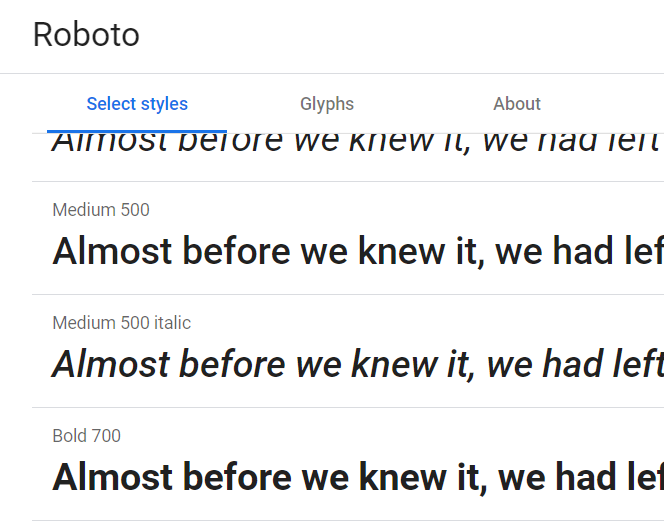 Roboto
Select styles Glyphs About
Almost before we knew it, we had left
Medium 500
Almost before we knew it, we had lef
Medium 500 italic
Almost before we knew it, we had left
Bold 700
Almost before we knew it, we had lef